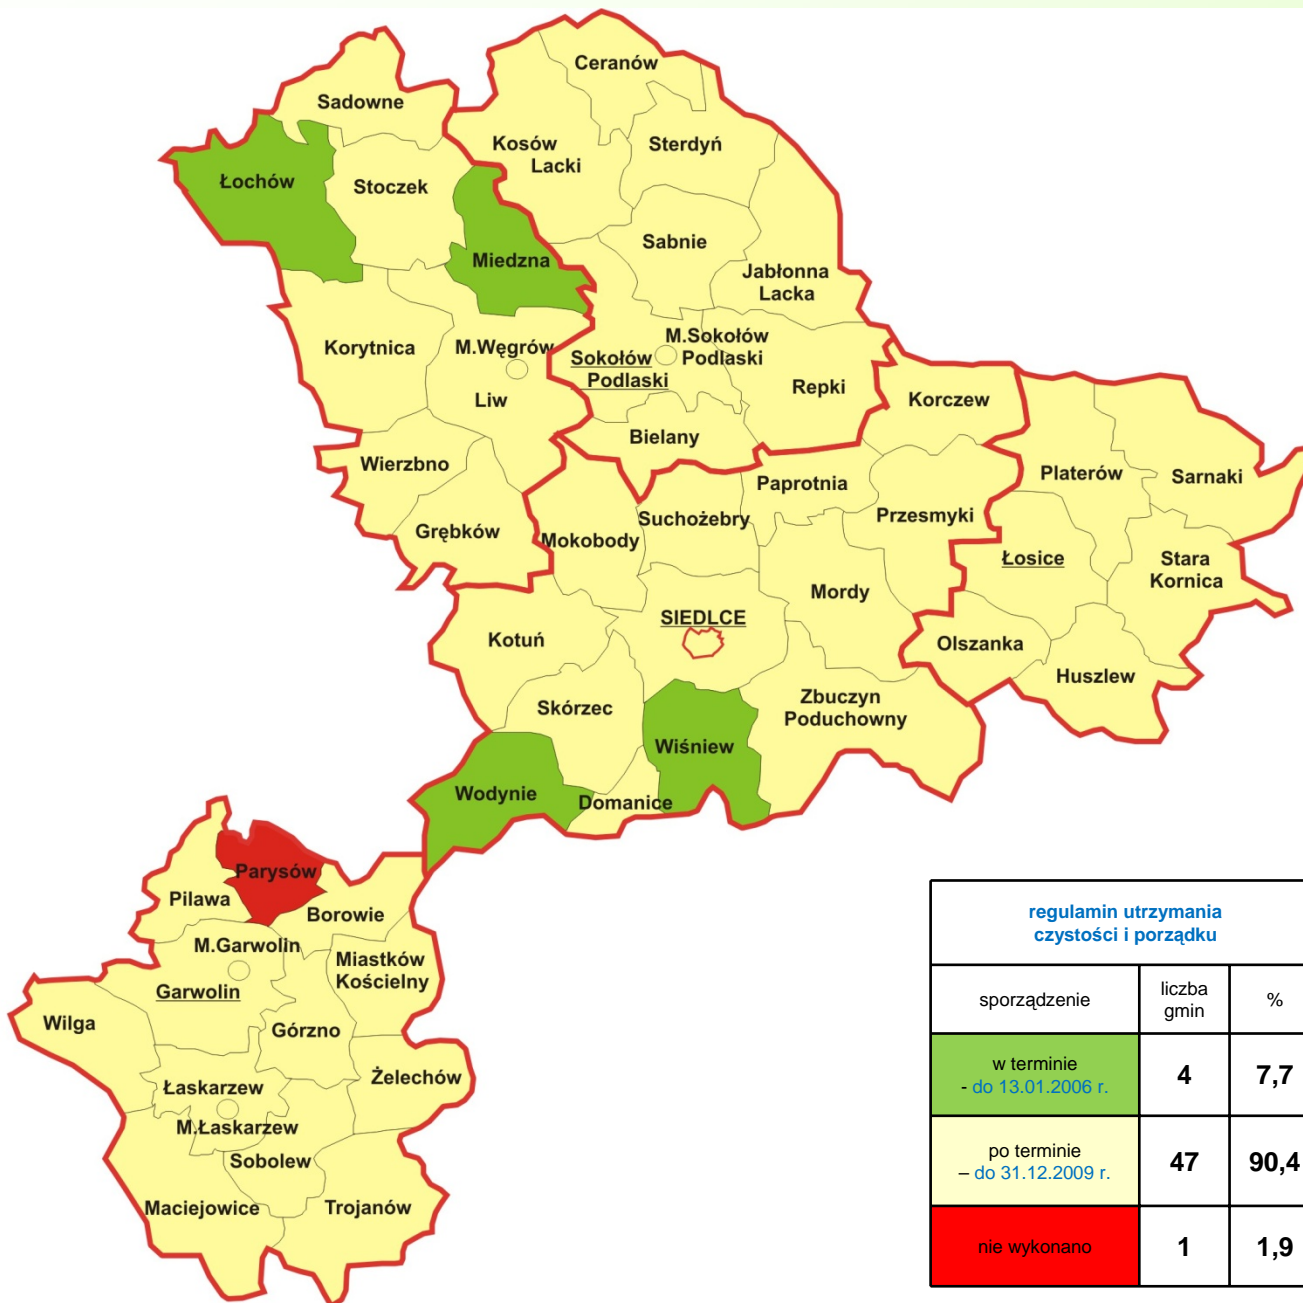 Ceranów
Sadowne
Kosów
Lacki
Sterdyń
Łochów
Stoczek
Sabnie
Miedzna
Jabłonna
Lacka
Korytnica
M.Węgrów
M.Sokołów
Podlaski
Sokołów
Podlaski
Repki
Liw
Korczew
Bielany
Wierzbno
Platerów
Sarnaki
Paprotnia
Suchożebry
Przesmyki
Grębków
Mokobody
Łosice
Stara
Kornica
Mordy
SIEDLCE
Kotuń
Olszanka
Huszlew
Skórzec
Zbuczyn
Poduchowny
Wiśniew
Wodynie
Domanice
Parysów
Pilawa
Borowie
M.Garwolin
Miastków
Kościelny
Garwolin
Wilga
Górzno
Żelechów
Łaskarzew
M.Łaskarzew
Sobolew
Maciejowice
Trojanów
regulamin utrzymania
czystości i porządku
sporządzenie
liczba
gmin
%
w terminie
- do 13.01.2006 r.
4
7,7
po terminie
– do 31.12.2009 r.
47
90,4
nie wykonano
1
1,9